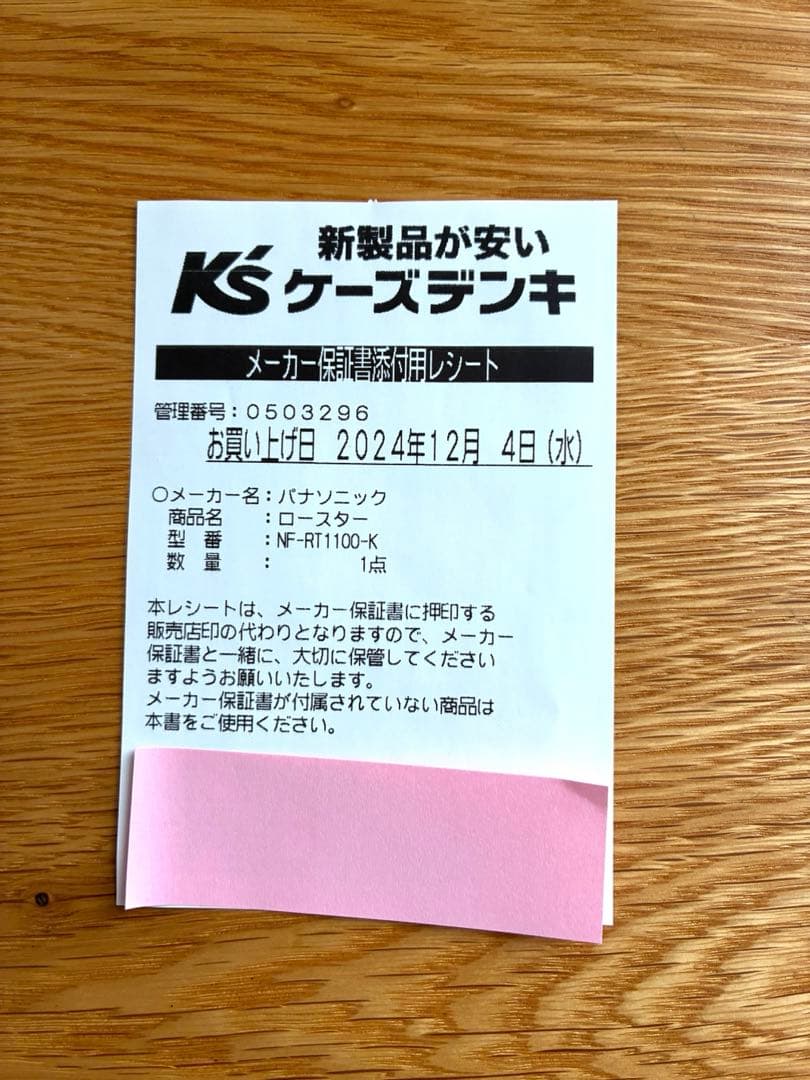 新製品が安い
K's ケーズデンキ
メーカー保証書添付用レシート
管理番号：0503296
お買い上げ日 2024年12月 4日(水)
○メーカー名：パナソニック
商品名 ：ロースター
型 番 ：NF-RT1100-K
数 量 ： 1点
本レシートは、メーカー保証書に押印する
販売店印の代わりとなりますので、メーカー
保証書と一緒に、大切に保管してください
ますようお願いいたします。
メーカー保証書が付属されていない商品は
本書をご使用ください。